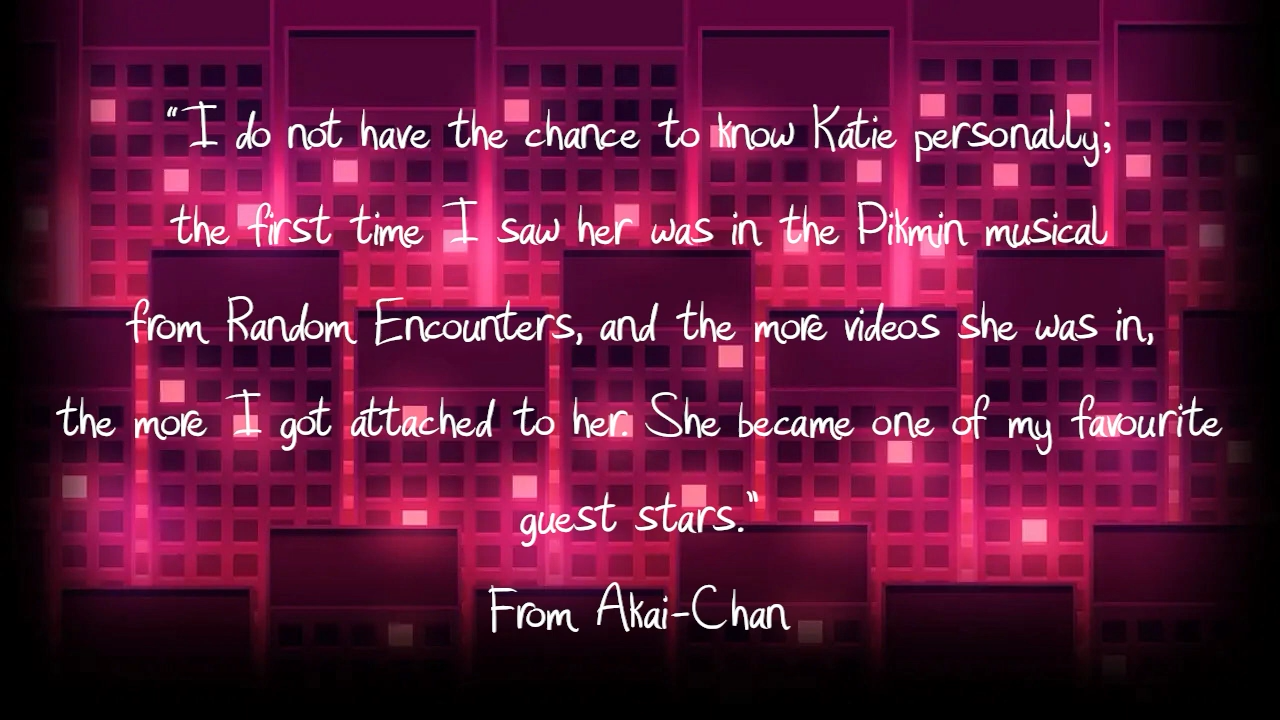 “I do not have the chance to know Katie personally;
the first time I saw her was in the Pikmin musical
from Random Encounters, and the more videos she was in,
the more I got attached to her. She became one of my favourite
guest stars.”
From Akai-Chan